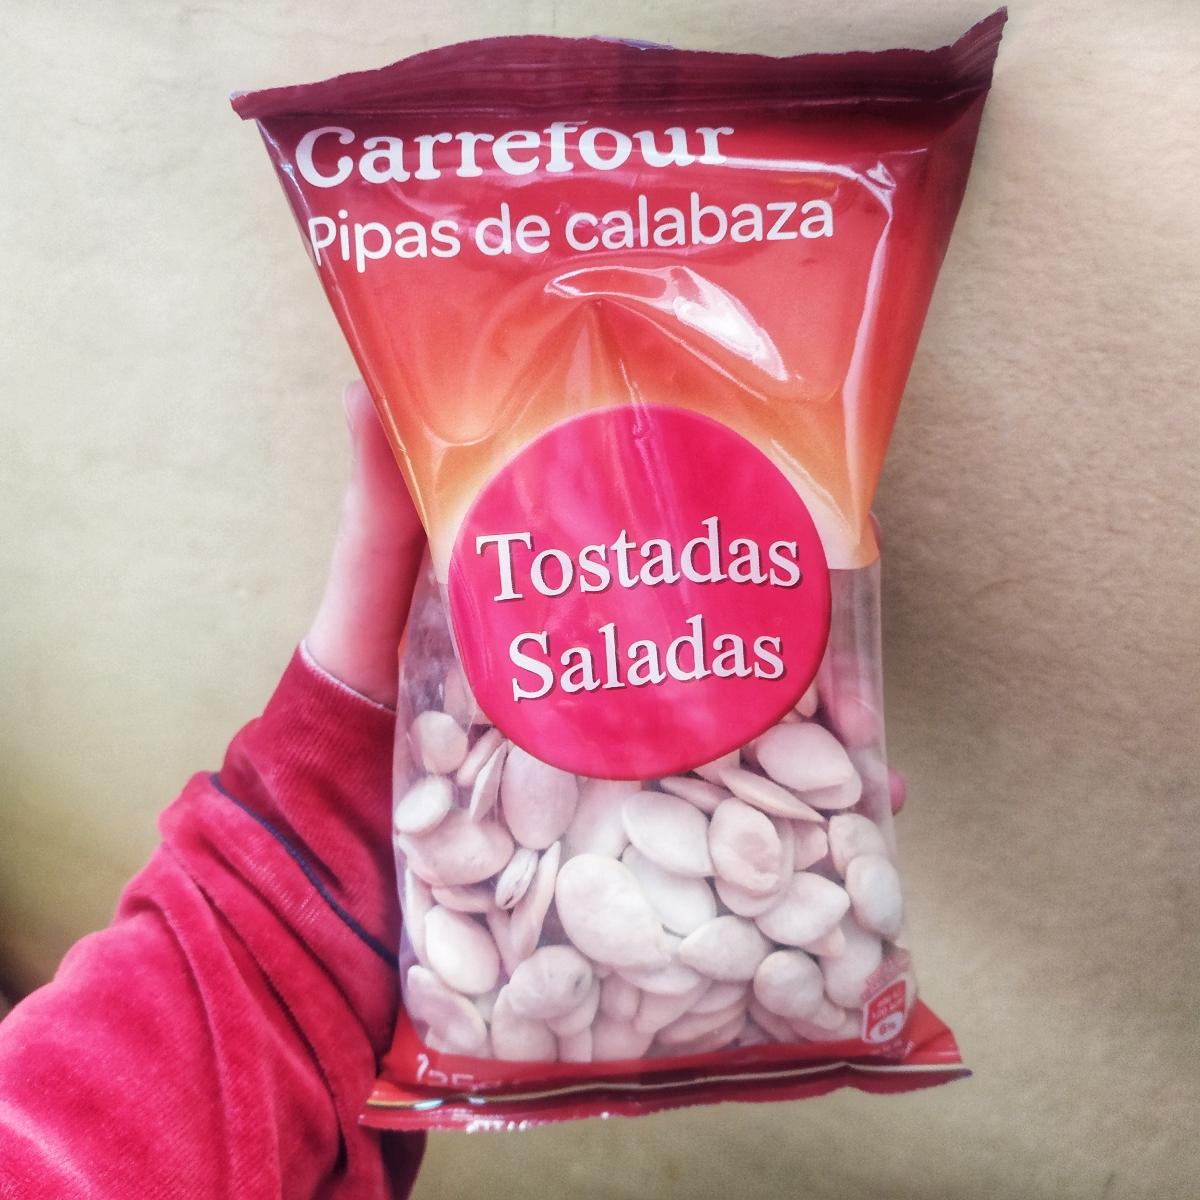 Carrefour
Pipas de calabaza
Tostadas
Saladas